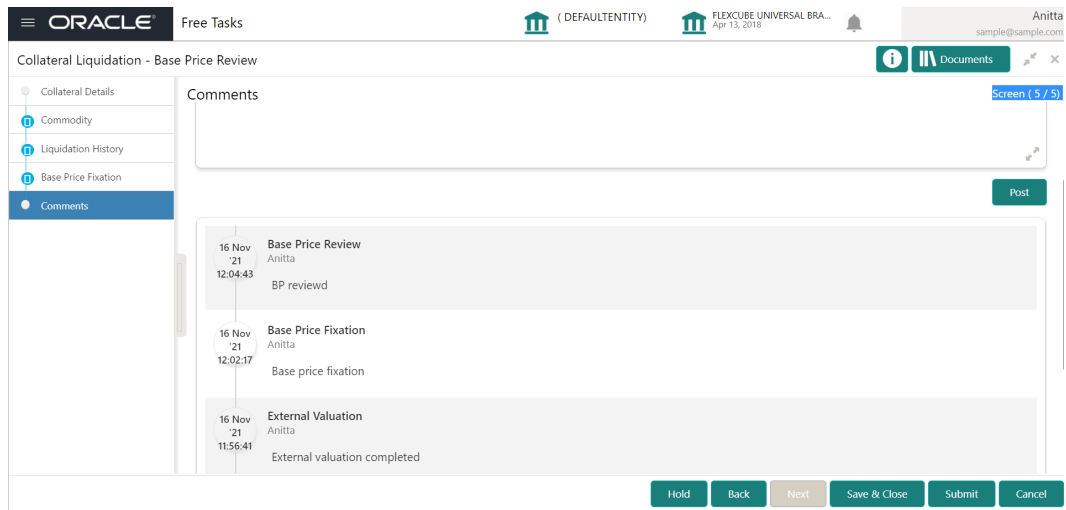 ORACLE®
Free Tasks
( DEFAULTENTITY)
FLEXCUBE UNIVERSAL BRA...
Apr 13, 2018
Anitta
sample@sample.com
Collateral Liquidation - Base Price Review
i
Documents
Collateral Details
Commodity
Liquidation History
Base Price Fixation
Comments
Comments
Screen ( 5 / 5)
Post
16 Nov
'21
12:04:43
Base Price Review
Anitta
BP reviewd
16 Nov
'21
12:02:17
Base Price Fixation
Anitta
Base price fixation
16 Nov
'21
11:56:41
External Valuation
Anitta
External valuation completed
Hold
Back
Next
Save & Close
Submit
Cancel